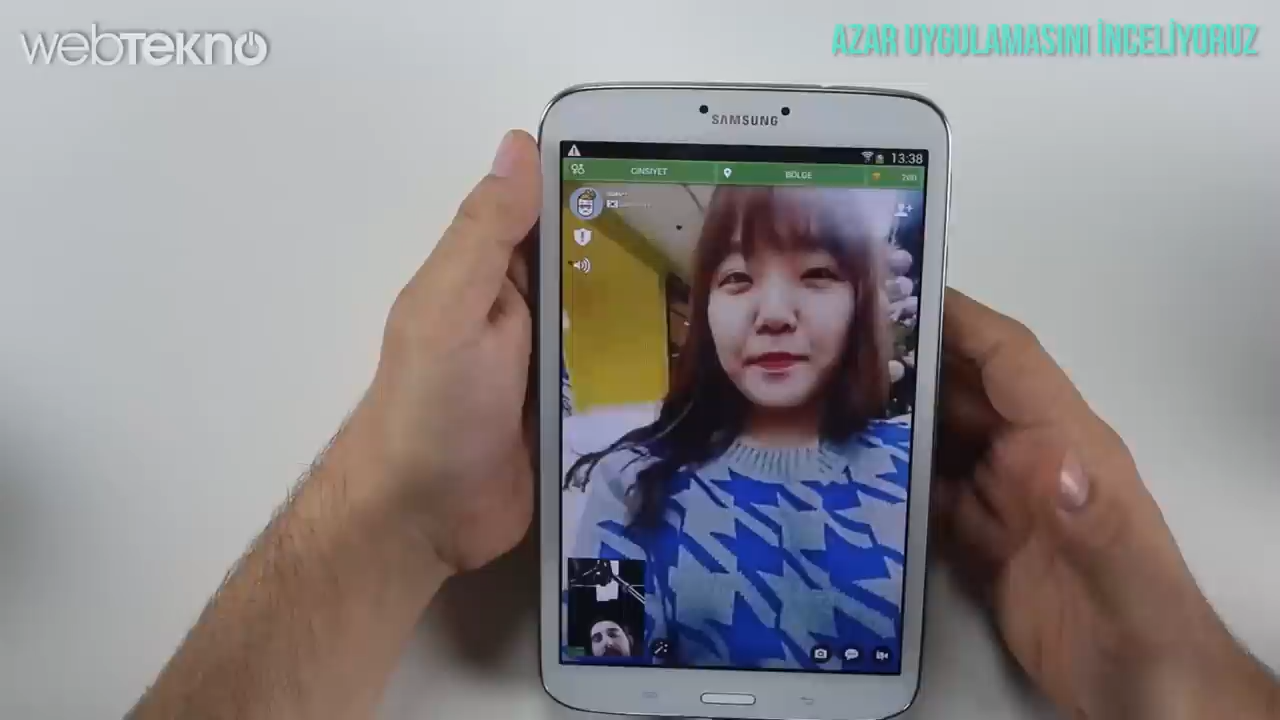 webTEKNO
AZAR UYGULAMASINI İNCELİYORUZ
SAMSUNG
13:38
CİNSİYET
BÖLGE